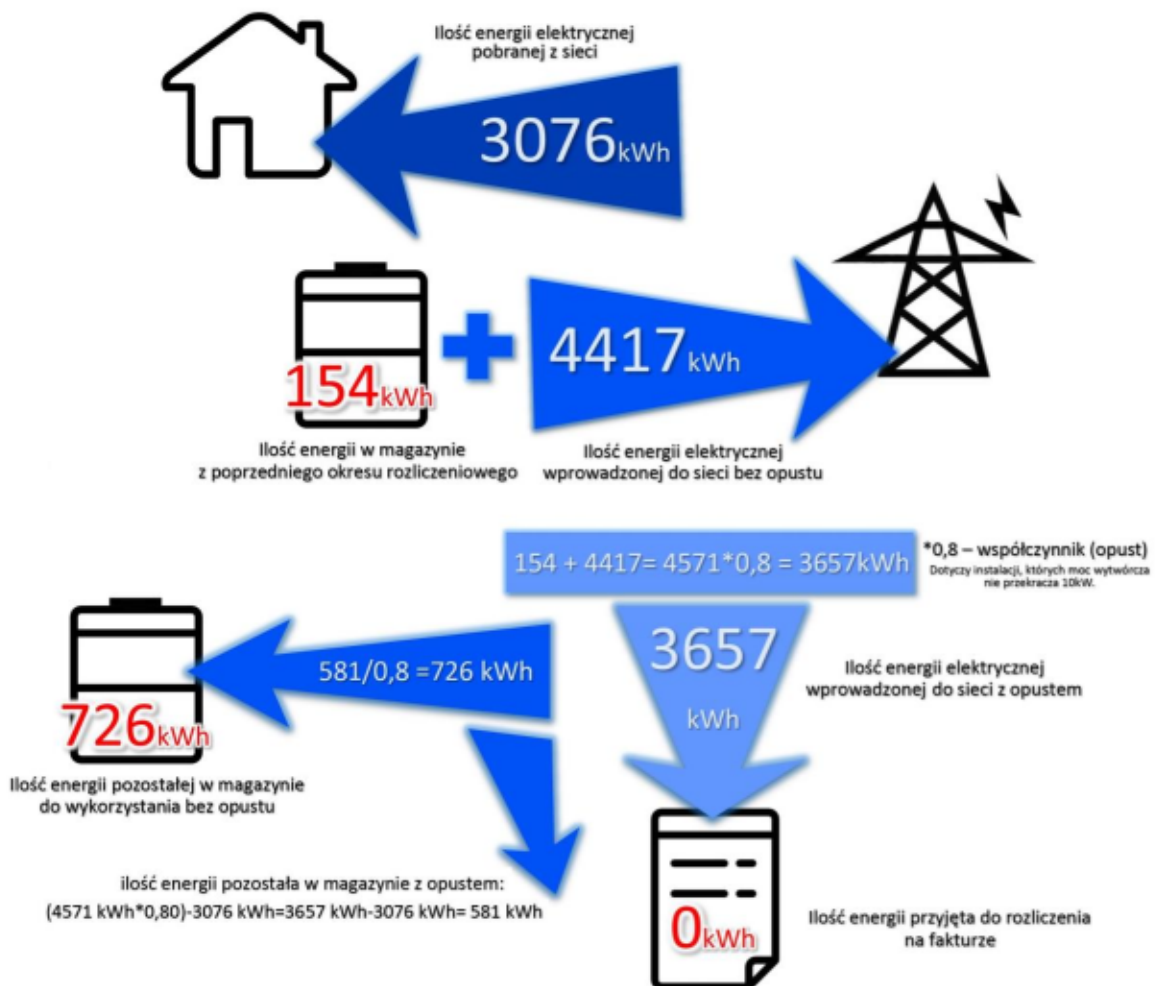 Ilość energii elektrycznej
pobranej z sieci
3076kWh
154kWh
4417kWh
Ilość energii w magazynie
z poprzedniego okresu rozliczeniowego
Ilość energii elektrycznej
wprowadzonej do sieci bez opustu
154 + 4417= 4571*0,8 = 3657kWh
*0,8 – współczynnik (opust)
Dotyczy instalacji, których moc wytwórcza
nie przekracza 10kW.
581/0,8 =726 kWh
3657
kWh
Ilość energii elektrycznej
wprowadzonej do sieci z opustem
726kWh
Ilość energii pozostałej w magazynie
do wykorzystania bez opustu
ilość energii pozostała w magazynie z opustem:
(4571 kWh*0,80)-3076 kWh=3657 kWh-3076 kWh= 581 kWh
0kWh
Ilość energii przyjęta do rozliczenia
na fakturze